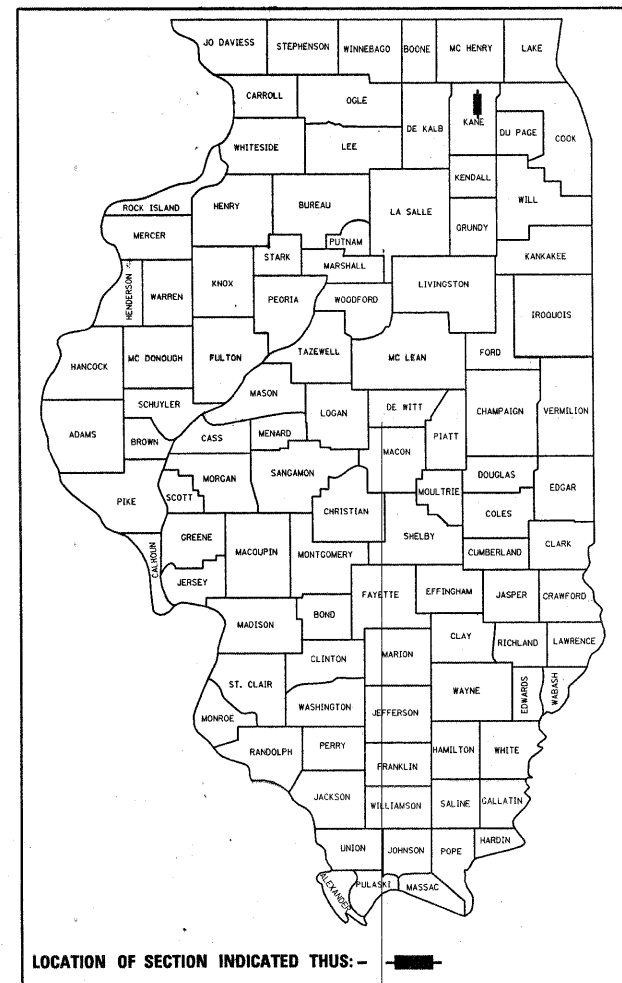 JO DAVIESS STEPHENSON WINNEBAGO BOONE MC HENRY LAKE
CARROLL OGLE DE KALB KANE DU PAGE COOK
WHITESIDE LEE
KENDALL WILL
ROCK ISLAND HENRY BUREAU LA SALLE GRUNDY
MERCER PUTNAM
STARK MARSHALL KANKAKEE
HENDERSON WARREN KNOX PEORIA WOODFORD LIVINGSTON
IROQUOIS
HANCOCK MC DONOUGH FULTON TAZEWELL MC LEAN FORD
SCHUYLER MASON LOGAN DE WITT CHAMPAIGN VERMILION
ADAMS BROWN CASS MENARD MACON PIATT
PIKE SCOTT MORGAN SANGAMON MOULTRIE DOUGLAS EDGAR
CHRISTIAN COLES
CALHOUN GREENE MACOUPIN MONTGOMERY SHELBY CUMBERLAND CLARK
JERSEY FAYETTE EFFINGHAM JASPER CRAWFORD
MADISON BOND
CLAY RICHLAND LAWRENCE
CLINTON MARION
ST. CLAIR WAYNE EDWARDS WABASH
MONROE WASHINGTON JEFFERSON
RANDOLPH PERRY HAMILTON WHITE
FRANKLIN
JACKSON WILLIAMSON SALINE GALLATIN
UNION JOHNSON POPE HARDIN
ALEXANDER PULASKI MASSAC
LOCATION OF SECTION INDICATED THUS: -